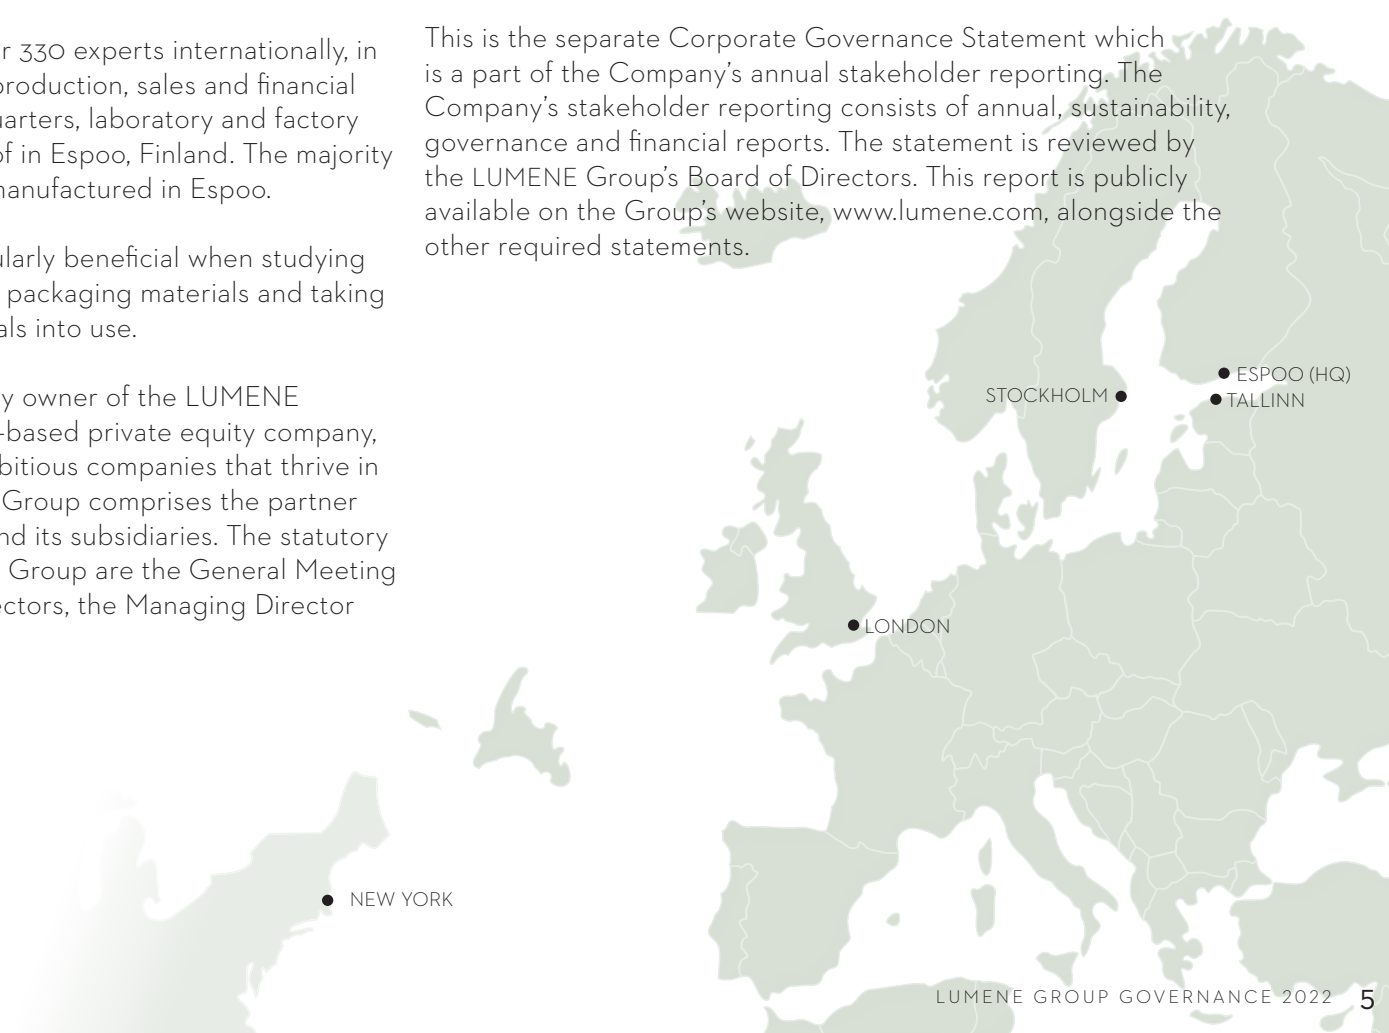 r 330 experts internationally, in
production, sales and financial
uarters, laboratory and factory
of in Espoo, Finland. The majority
manufactured in Espoo.
ularly beneficial when studying
packaging materials and taking
als into use.
y owner of the LUMENE
-based private equity company,
bitious companies that thrive in
Group comprises the partner
nd its subsidiaries. The statutory
Group are the General Meeting
ectors, the Managing Director
This is the separate Corporate Governance Statement which
is a part of the Company’s annual stakeholder reporting. The
Company’s stakeholder reporting consists of annual, sustainability,
governance and financial reports. The statement is reviewed by
the LUMENE Group’s Board of Directors. This report is publicly
available on the Group’s website, www.lumene.com, alongside the
other required statements.
ESPOO (HQ)
STOCKHOLM
TALLINN
LONDON
NEW YORK
LUMENE GROUP GOVERNANCE 2022 5